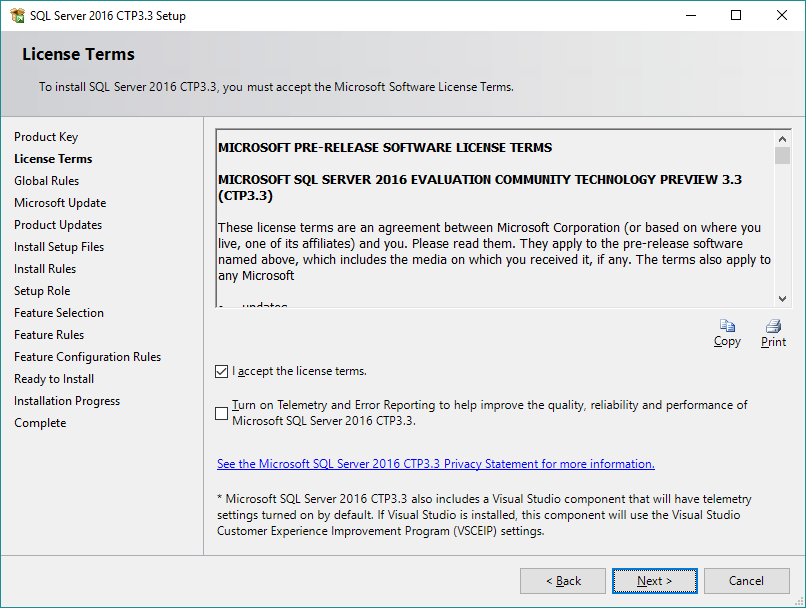 SQL Server 2016 CTP3.3 Setup
License Terms
To install SQL Server 2016 CTP3.3, you must accept the Microsoft Software License Terms.
Product Key
License Terms
Global Rules
Microsoft Update
Product Updates
Install Setup Files
Install Rules
Setup Role
Feature Selection
Feature Rules
Feature Configuration Rules
Ready to Install
Installation Progress
Complete
MICROSOFT PRE-RELEASE SOFTWARE LICENSE TERMS
MICROSOFT SQL SERVER 2016 EVALUATION COMMUNITY TECHNOLOGY PREVIEW 3.3
(CTP3.3)
These license terms are an agreement between Microsoft Corporation (or based on where you
live, one of its affiliates) and you. Please read them. They apply to the pre-release software
named above, which includes the media on which you received it, if any. The terms also apply to
any Microsoft
• updates
Copy
Print
I accept the license terms.
Turn on Telemetry and Error Reporting to help improve the quality, reliability and performance of
Microsoft SQL Server 2016 CTP3.3.
See the Microsoft SQL Server 2016 CTP3.3 Privacy Statement for more information.
* Microsoft SQL Server 2016 CTP3.3 also includes a Visual Studio component that will have telemetry
settings turned on by default. If Visual Studio is installed, this component will use the Visual Studio
Customer Experience Improvement Program (VSCEIP) settings.
< Back
Next >
Cancel